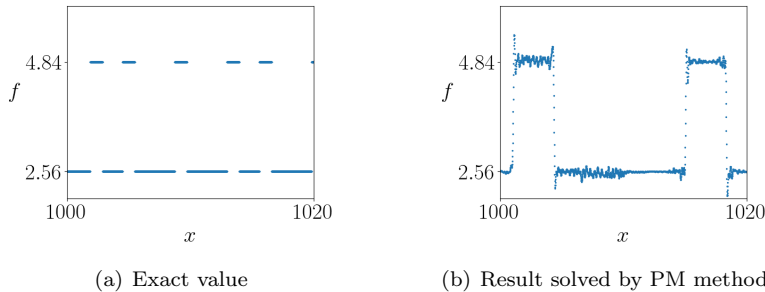 4.84
f
2.56
1000
1020
x
(a) Exact value
4.84
f
2.56
1000
1020
x
(b) Result solved by PM method